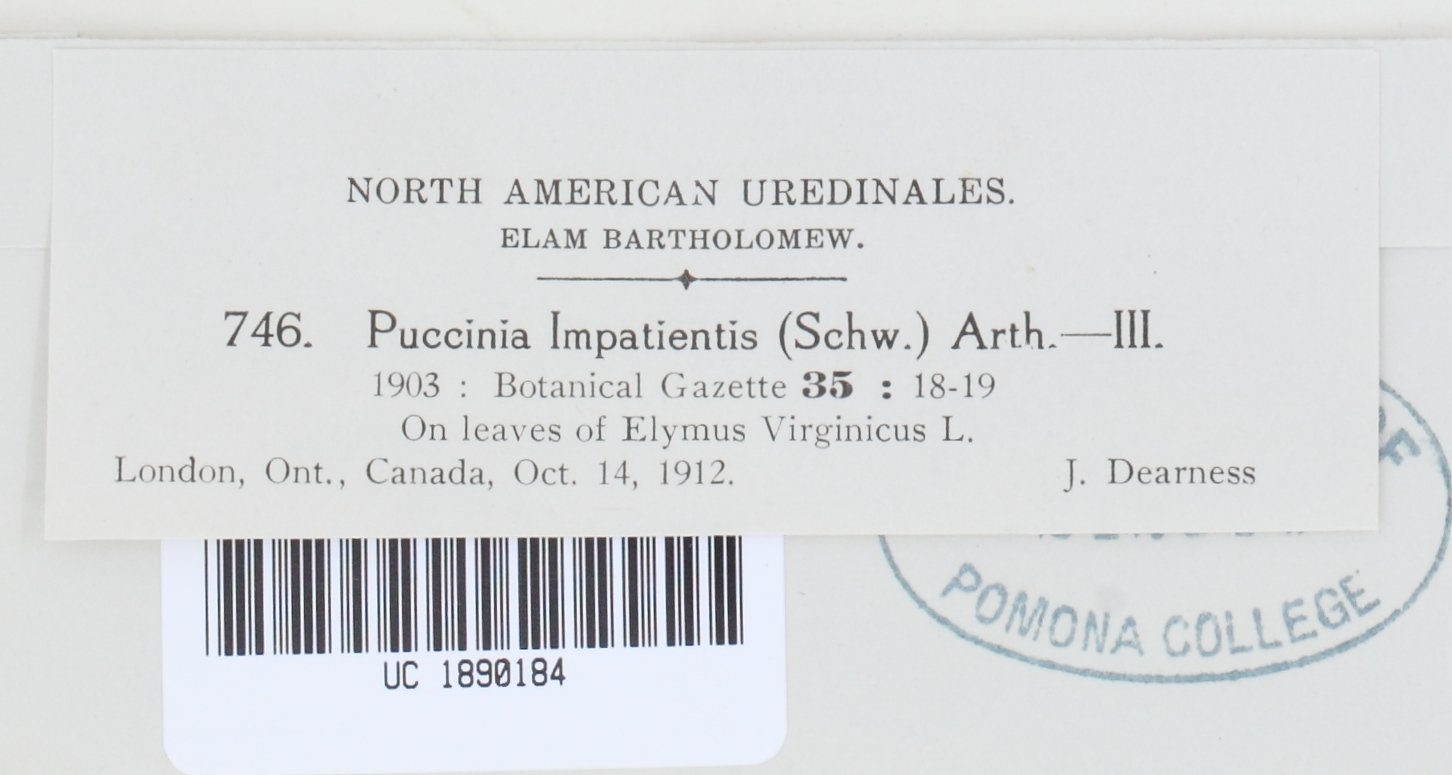 NORTH AMERICAN UREDINALES.
ELAM BARTHOLOMEW.
746. Puccinia Impatientis (Schw.) Arth.—III.
1903 : Botanical Gazette 35 : 18-19
On leaves of Elymus Virginicus L.
London, Ont., Canada, Oct. 14, 1912. J. Dearness
UC 1890184
POMONA COLLEGE